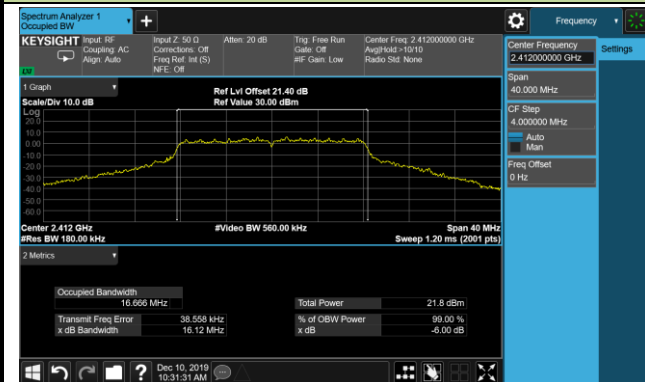 Spectrum Analyzer 1
Occupied BW
Frequency
KEYSIGHT
Input: RF
Coupling: AC
Align: Auto
Input Z: 50 Ω
Corrections: Off
Freq Ref: Int (S)
NFE: Off
Atten: 20 dB
Trig: Free Run
Gate: Off
#IF Gain: Low
Center Freq: 2.412000000 GHz
Avg|Hold:>10/10
Radio Std: None
Center Frequency
2.412000000 GHz
Settings
Span
40.000 MHz
CF Step
4.000000 MHz
Auto
Man
Freq Offset
0 Hz
1 Graph
Scale/Div 10.0 dB
Ref Lvl Offset 21.40 dB
Ref Value 30.00 dBm
Log
20.0
10.0
0.00
-10.0
-20.0
-30.0
-40.0
-50.0
-60.0
Center 2.412 GHz
#Video BW 560.00 kHz
Span 40 MHz
#Res BW 180.00 kHz
Sweep 1.20 ms (2001 pts)
2 Metrics
Occupied Bandwidth
16.666 MHz
Total Power
21.8 dBm
Transmit Freq Error
38.558 kHz
% of OBW Power
99.00 %
x dB Bandwidth
16.12 MHz
x dB
-6.00 dB
?
Dec 10, 2019
10:31:31 AM